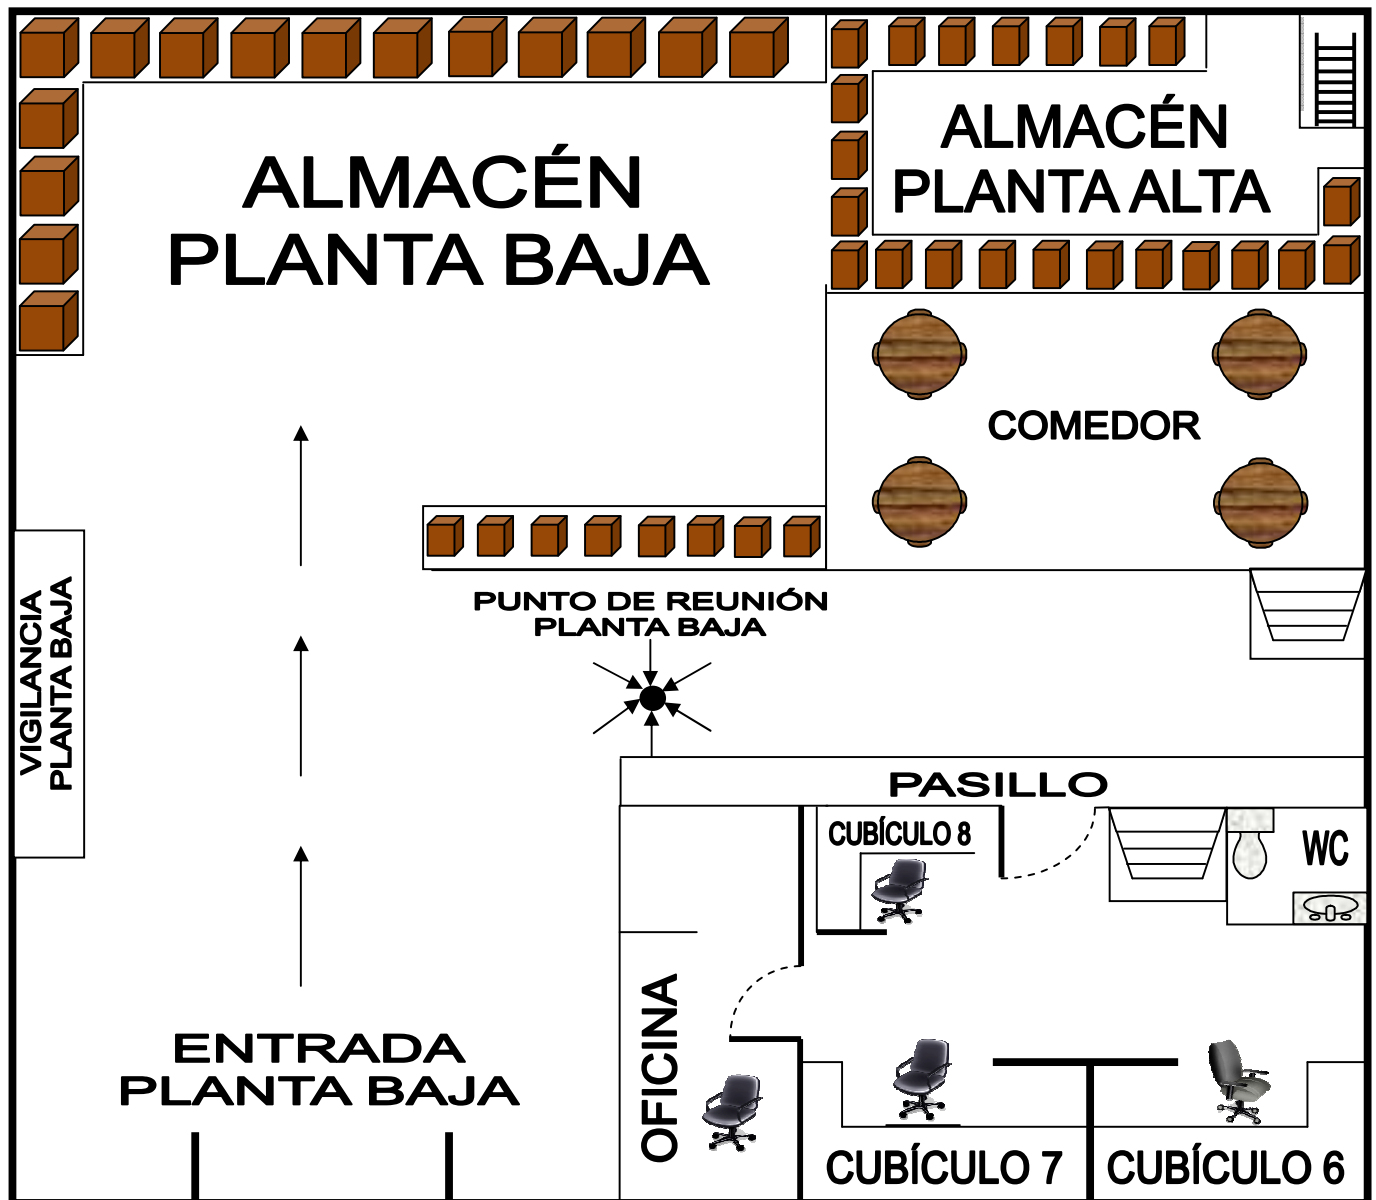 ALMACÉN
PLANTA BAJA
ALMACÉN
PLANTA ALTA
COMEDOR
PUNTO DE REUNIÓN
PLANTA BAJA
VIGILANCIA
PLANTA BAJA
PASILLO
CUBÍCULO 8
WC
OFICINA
ENTRADA
PLANTA BAJA
CUBÍCULO 7
CUBÍCULO 6